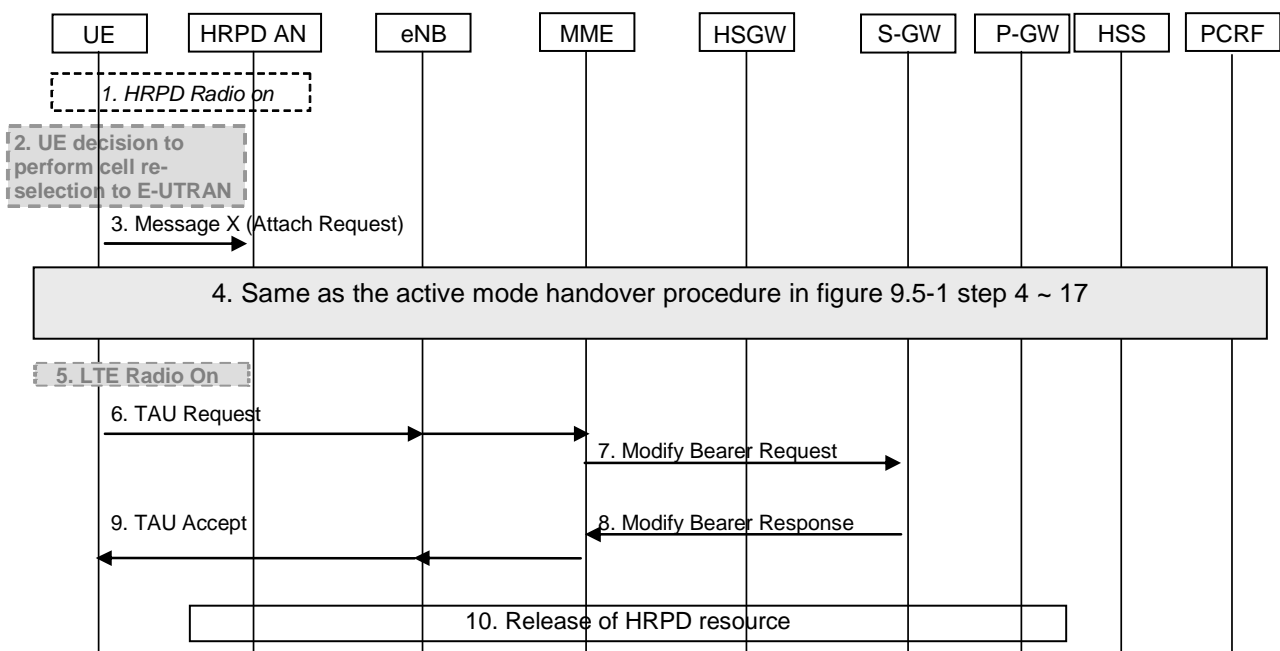 UE HRPD AN eNB MME HSGW S-GW P-GW HSS PCRF
1. HRPD Radio on
2. UE decision to
perform cell re-
selection to E-UTRAN
3. Message X (Attach Request)
4. Same as the active mode handover procedure in figure 9.5-1 step 4 ~ 17
5. LTE Radio On
6. TAU Request
7. Modify Bearer Request
9. TAU Accept
8. Modify Bearer Response
10. Release of HRPD resource